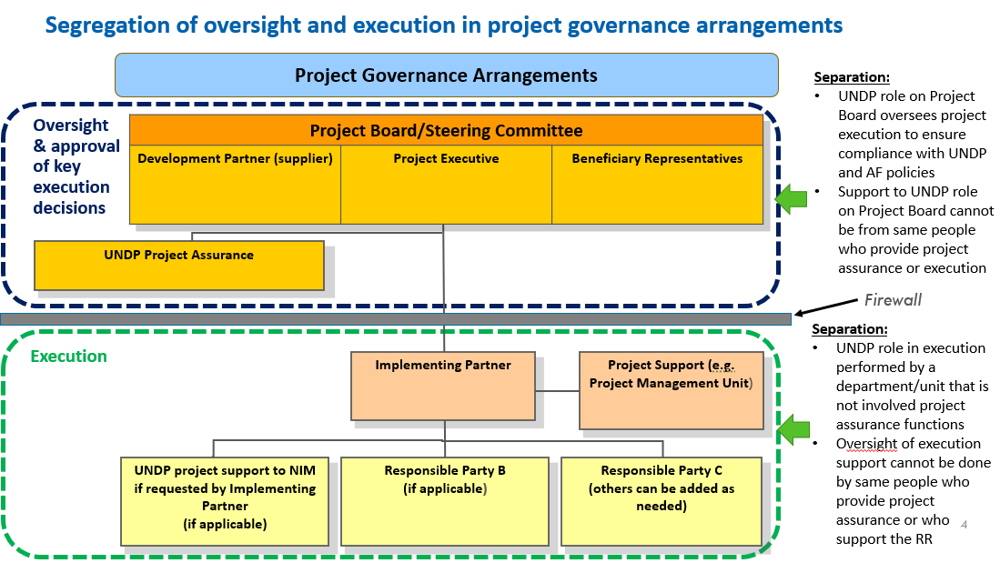 Segregation of oversight and execution in project governance arrangements
Project Governance Arrangements
Oversight
& approval
of key
execution
decisions
Project Board/Steering Committee
Development Partner (supplier)
Project Executive
Beneficiary Representatives
UNDP Project Assurance
Separation:
• UNDP role on Project
Board oversees project
execution to ensure
compliance with UNDP
and AF policies
• Support to UNDP role
on Project Board cannot
be from same people
who provide project
assurance or execution
Firewall
Execution
Implementing Partner
Project Support (e.g.
Project Management Unit)
UNDP project support to NIM
if requested by Implementing
Partner
(if applicable)
Responsible Party B
(if applicable)
Responsible Party C
(others can be added as
needed)
Separation:
• UNDP role in execution
performed by a
department/unit that is
not involved project
assurance functions
• Oversight of execution
support cannot be done
by same people who
provide project
assurance or who
support the RR
4